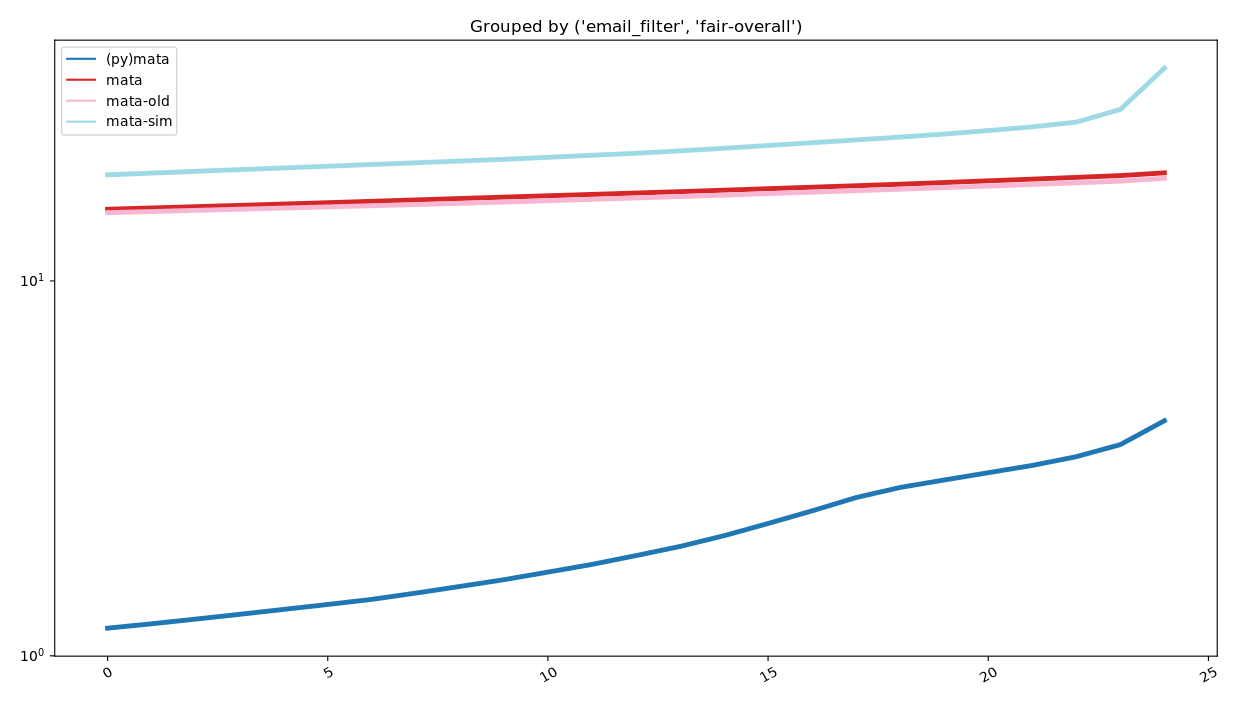 Grouped by ('email_filter', 'fair-overall')
(py)mata
mata
mata-old
mata-sim
10¹
10⁰
0 5 10 15 20 25